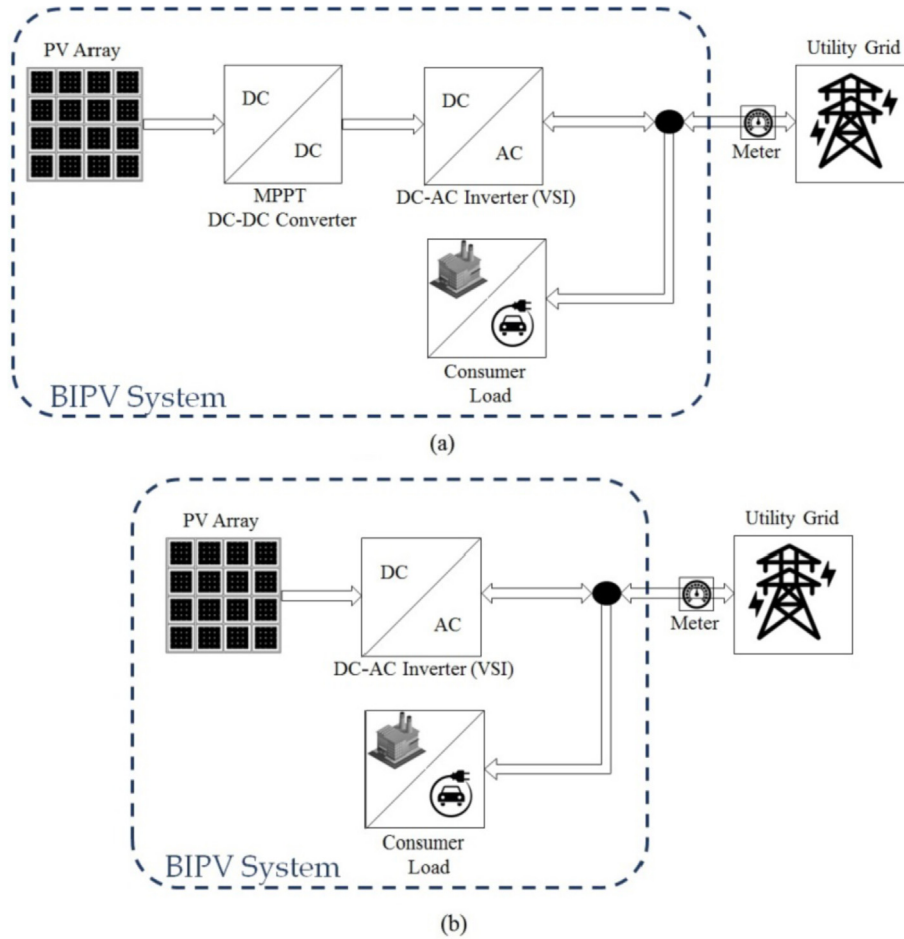 PV Array
Utility Grid
DC
DC
DC
AC
Meter
MPPT
DC-DC Converter
DC-AC Inverter (VSI)
Consumer
Load
BIPV System
(a)
PV Array
Utility Grid
DC
AC
Meter
DC-AC Inverter (VSI)
Consumer
Load
BIPV System
(b)